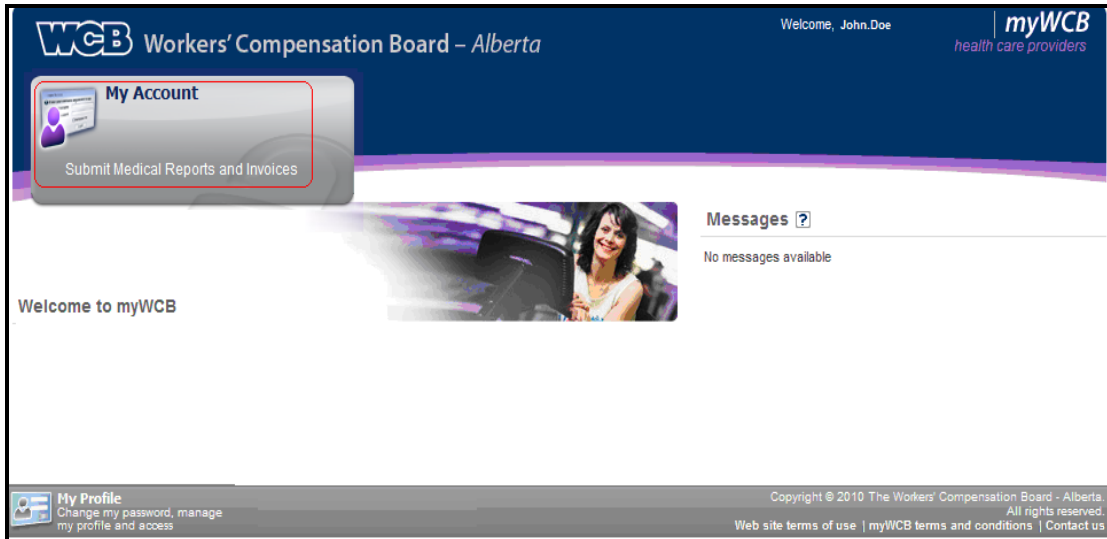 WCB Workers' Compensation Board – Alberta
Welcome, John.Doe
myWCB
health care providers
My Account
Submit Medical Reports and Invoices
Messages ?
No messages available
Welcome to myWCB
My Profile
Change my password, manage
my profile and access
Copyright © 2010 The Workers' Compensation Board - Alberta.
All rights reserved.
Web site terms of use | myWCB terms and conditions | Contact us